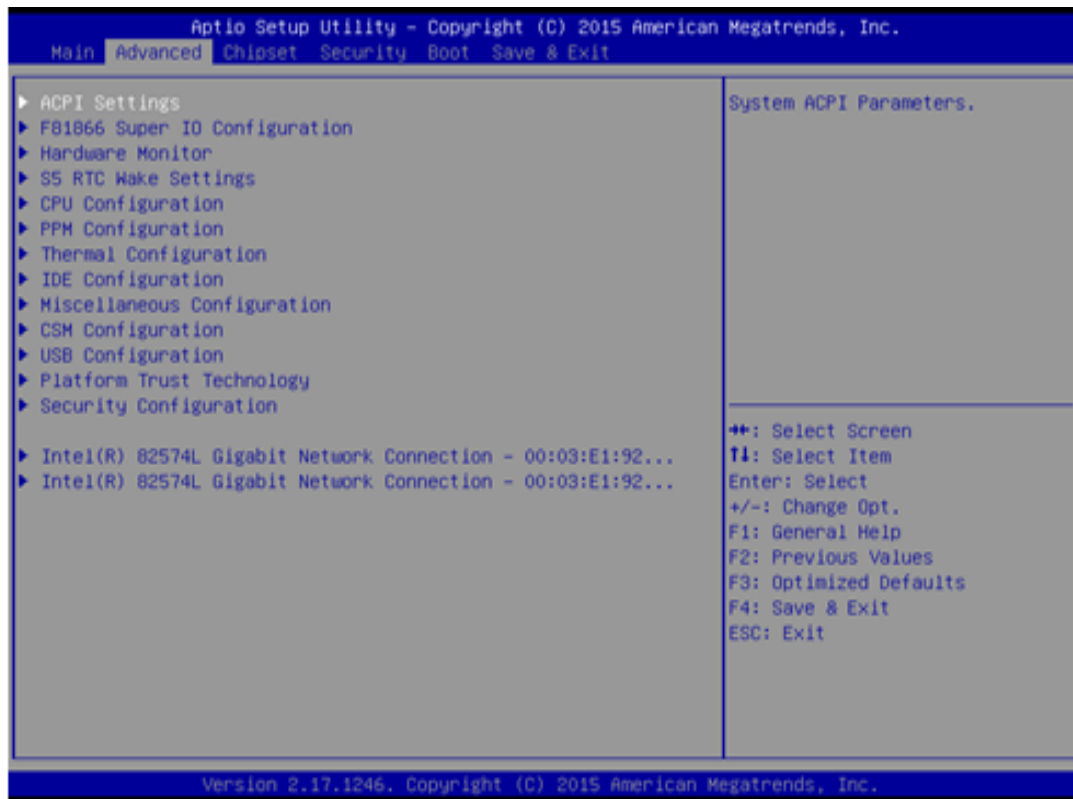 Aptio Setup Utility – Copyright (C) 2015 American Megatrends, Inc.
Main Advanced Chipset Security Boot Save & Exit
▶ ACPI Settings
▶ F81866 Super IO Configuration
▶ Hardware Monitor
▶ S5 RTC Wake Settings
▶ CPU Configuration
▶ PPM Configuration
▶ Thermal Configuration
▶ IDE Configuration
▶ Miscellaneous Configuration
▶ CSM Configuration
▶ USB Configuration
▶ Platform Trust Technology
▶ Security Configuration
▶ Intel(R) 82574L Gigabit Network Connection – 00:03:E1:92...
▶ Intel(R) 82574L Gigabit Network Connection – 00:03:E1:92...
System ACPI Parameters.
→←: Select Screen
↑↓: Select Item
Enter: Select
+/-: Change Opt.
F1: General Help
F2: Previous Values
F3: Optimized Defaults
F4: Save & Exit
ESC: Exit
Version 2.17.1246. Copyright (C) 2015 American Megatrends, Inc.